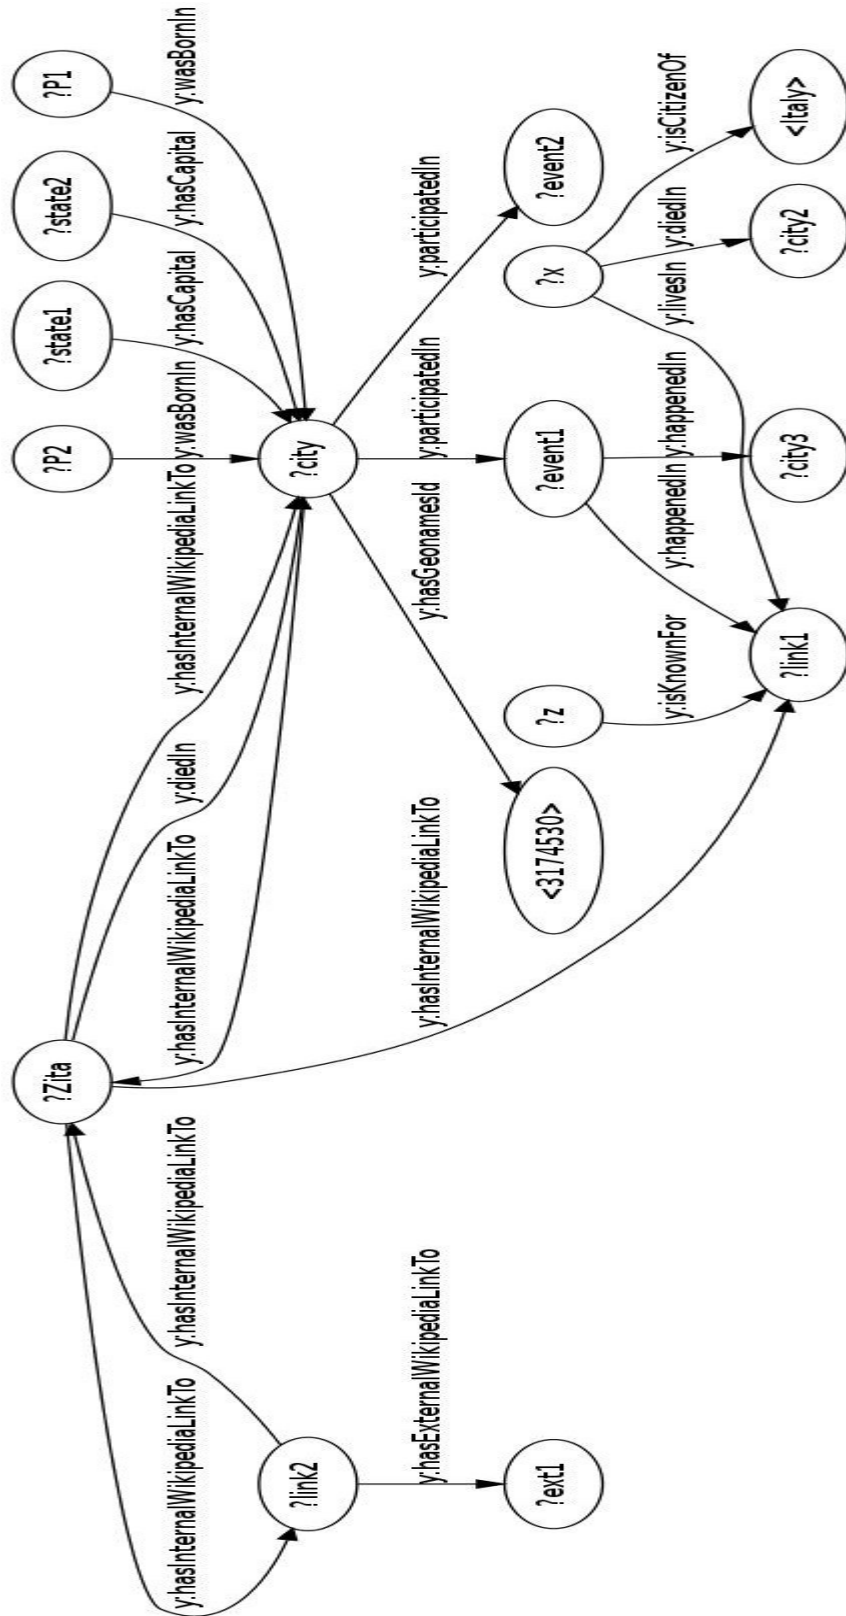 ?Zita
?P2
?state1
?state2
?P1
y:hasInternalWikipediaLinkTo
y:hasInternalWikipediaLinkTo
y:hasInternalWikipediaLinkTo
y:diedIn
y:hasInternalWikipediaLinkTo
y:wasBornIn
y:hasCapital
y:hasCapital
y:wasBornIn
?link2
?city
y:hasExternalWikipediaLinkTo
y:hasInternalWikipediaLinkTo
y:hasGeonamesId
y:participatedIn
y:participatedIn
?ext1
<3174530>
?z
?event1
?x
?event2
y:isKnownFor
y:happenedIn
y:happenedIn
y:livesIn
y:diedIn
y:isCitizenOf
?link1
?city3
?city2
<Italy>